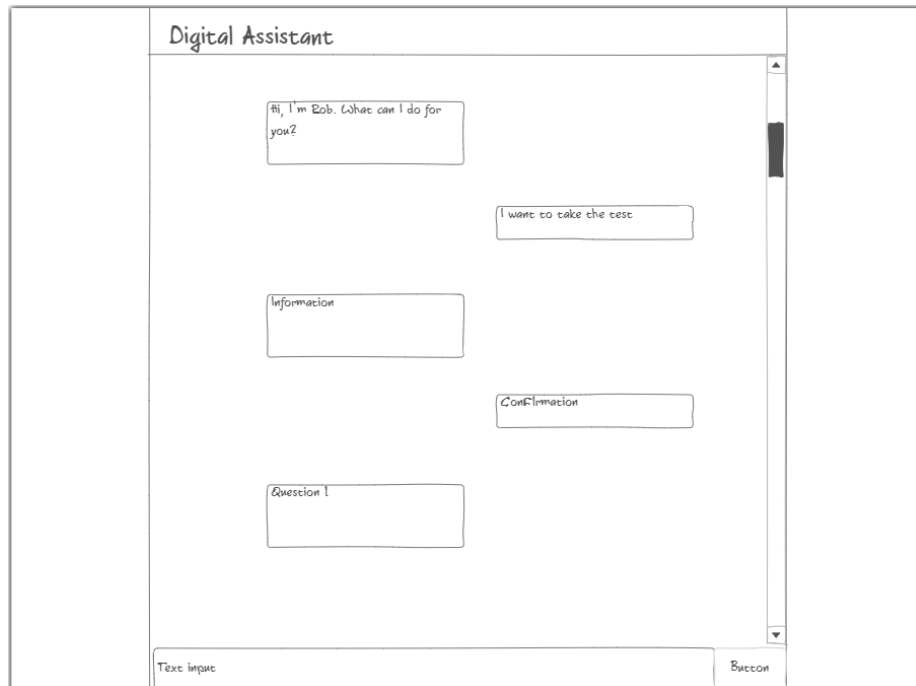 Digital Assistant
Hi, I'm Bob. What can I do for
you?
I want to take the test
Information
Confirmation
Question 1
Text input
Button